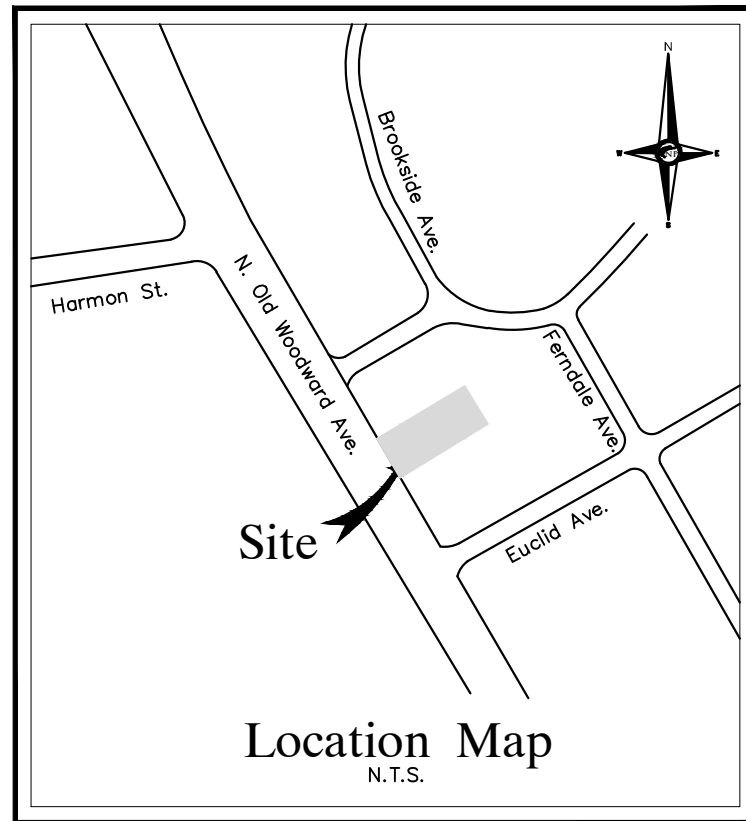 N
W
E
S
Brookside Ave.
Harmon St.
N. Old Woodward Ave.
Ferndale Ave.
Euclid Ave.
Site
Location Map
N.T.S.